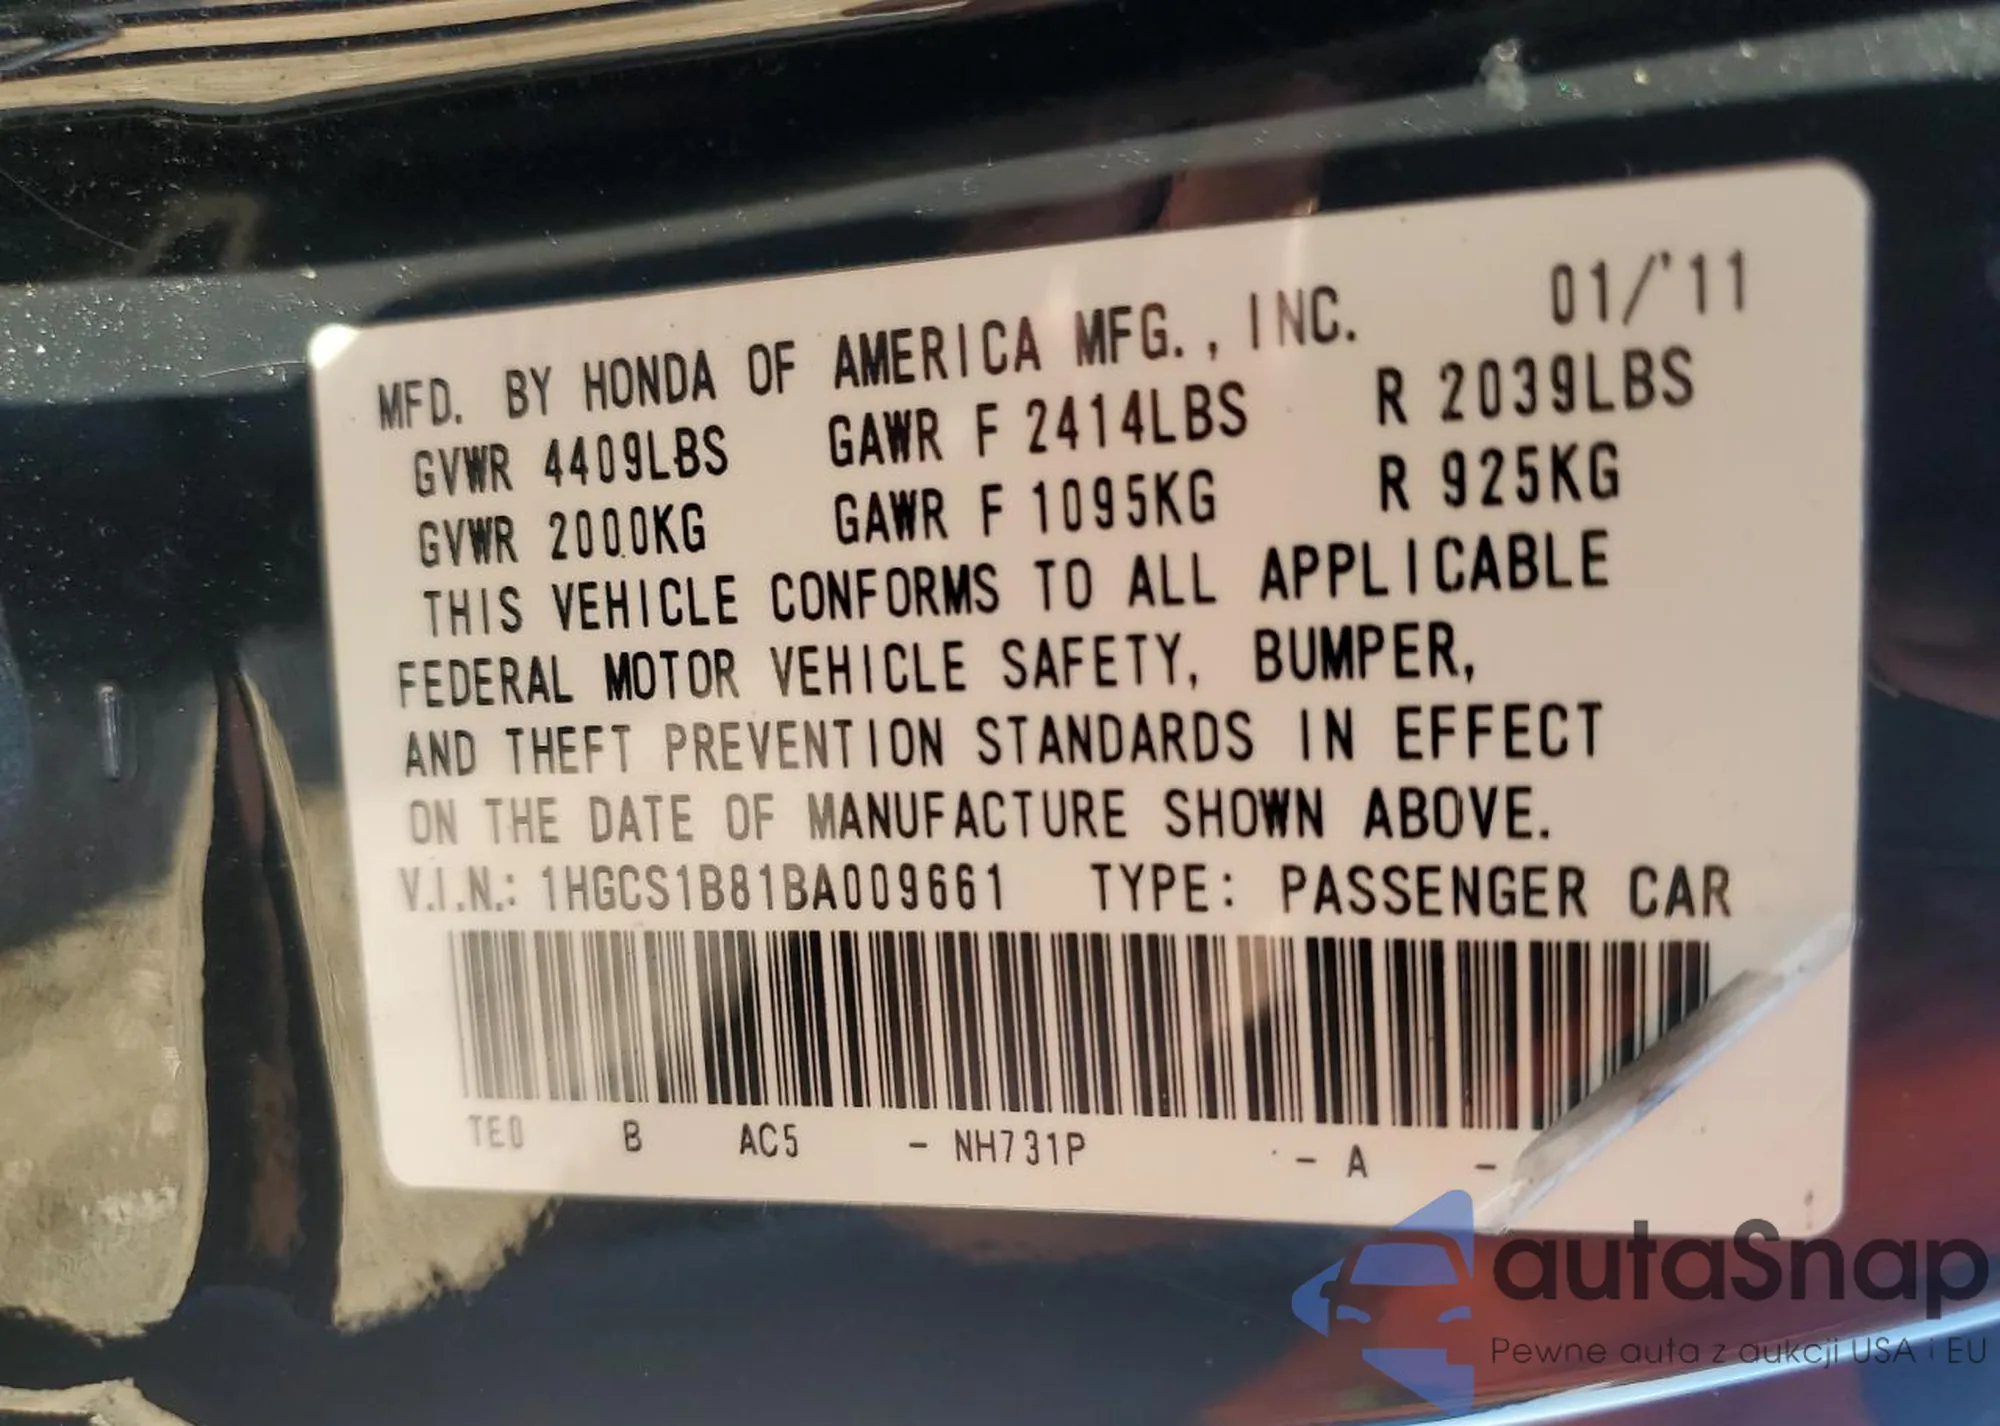 01/'11
MFD. BY HONDA OF AMERICA MFG., INC.
GVWR 4409LBS GAWR F 2414LBS R 2039LBS
GVWR 2000KG GAWR F 1095KG R 925KG
THIS VEHICLE CONFORMS TO ALL APPLICABLE
FEDERAL MOTOR VEHICLE SAFETY, BUMPER,
AND THEFT PREVENTION STANDARDS IN EFFECT
ON THE DATE OF MANUFACTURE SHOWN ABOVE.
V.I.N.: 1HGCS1B81BA009661 TYPE: PASSENGER CAR
TE0 B AC5 - NH731P - A -
autaSnap
Pewne auta z aukcji USA i EU